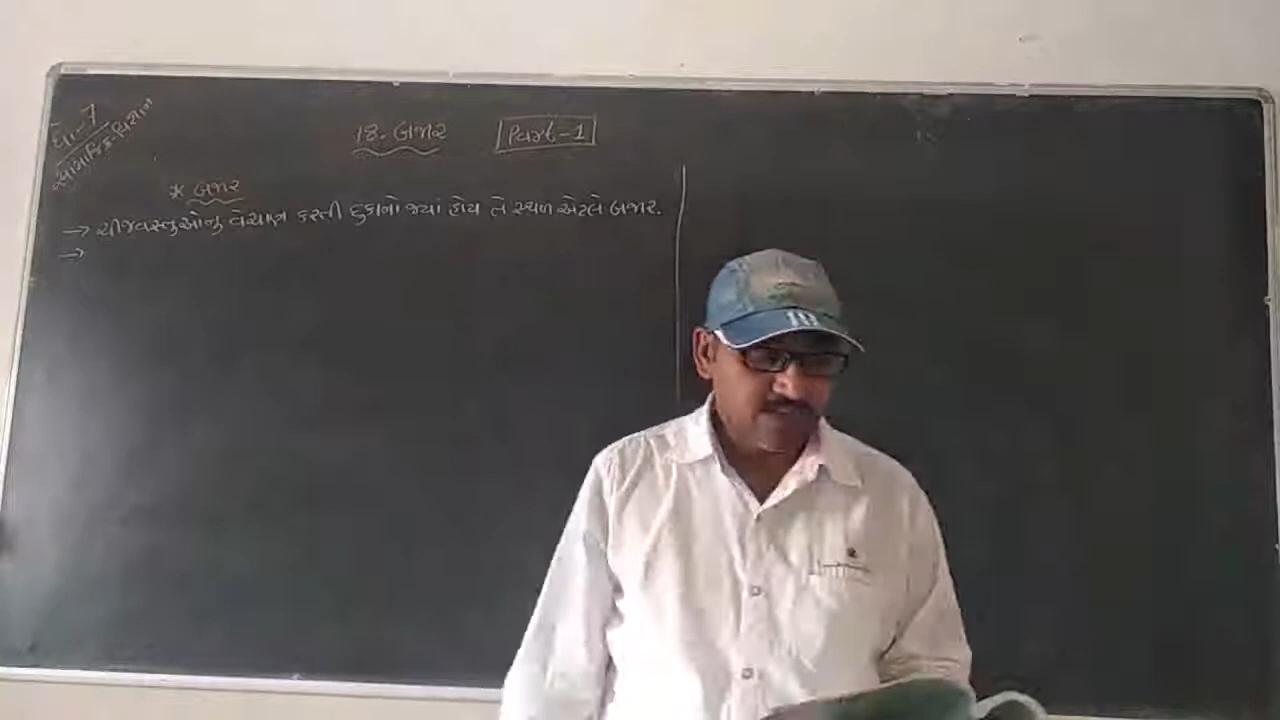 ધો-7
સામાજિક-વિજ્ઞાન
18. બજાર Part-1
* બજાર
→ ચીજવસ્તુઓનુ વેચાણ કરતી દુકાનો જ્યાં હોય તે સ્થળ એટલે બજાર.
→